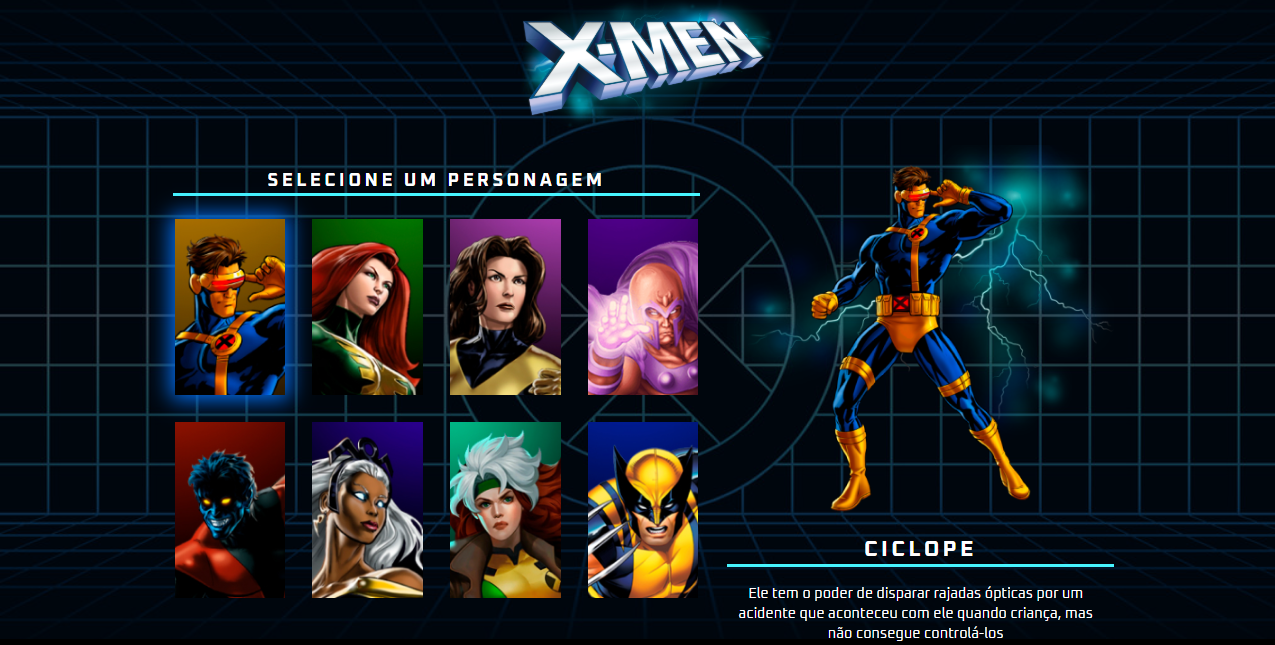 X-MEN
SELECIONE UM PERSONAGEM
CICLOPE
Ele tem o poder de disparar rajadas ópticas por um
acidente que aconteceu com ele quando criança, mas
não consegue controlá-los